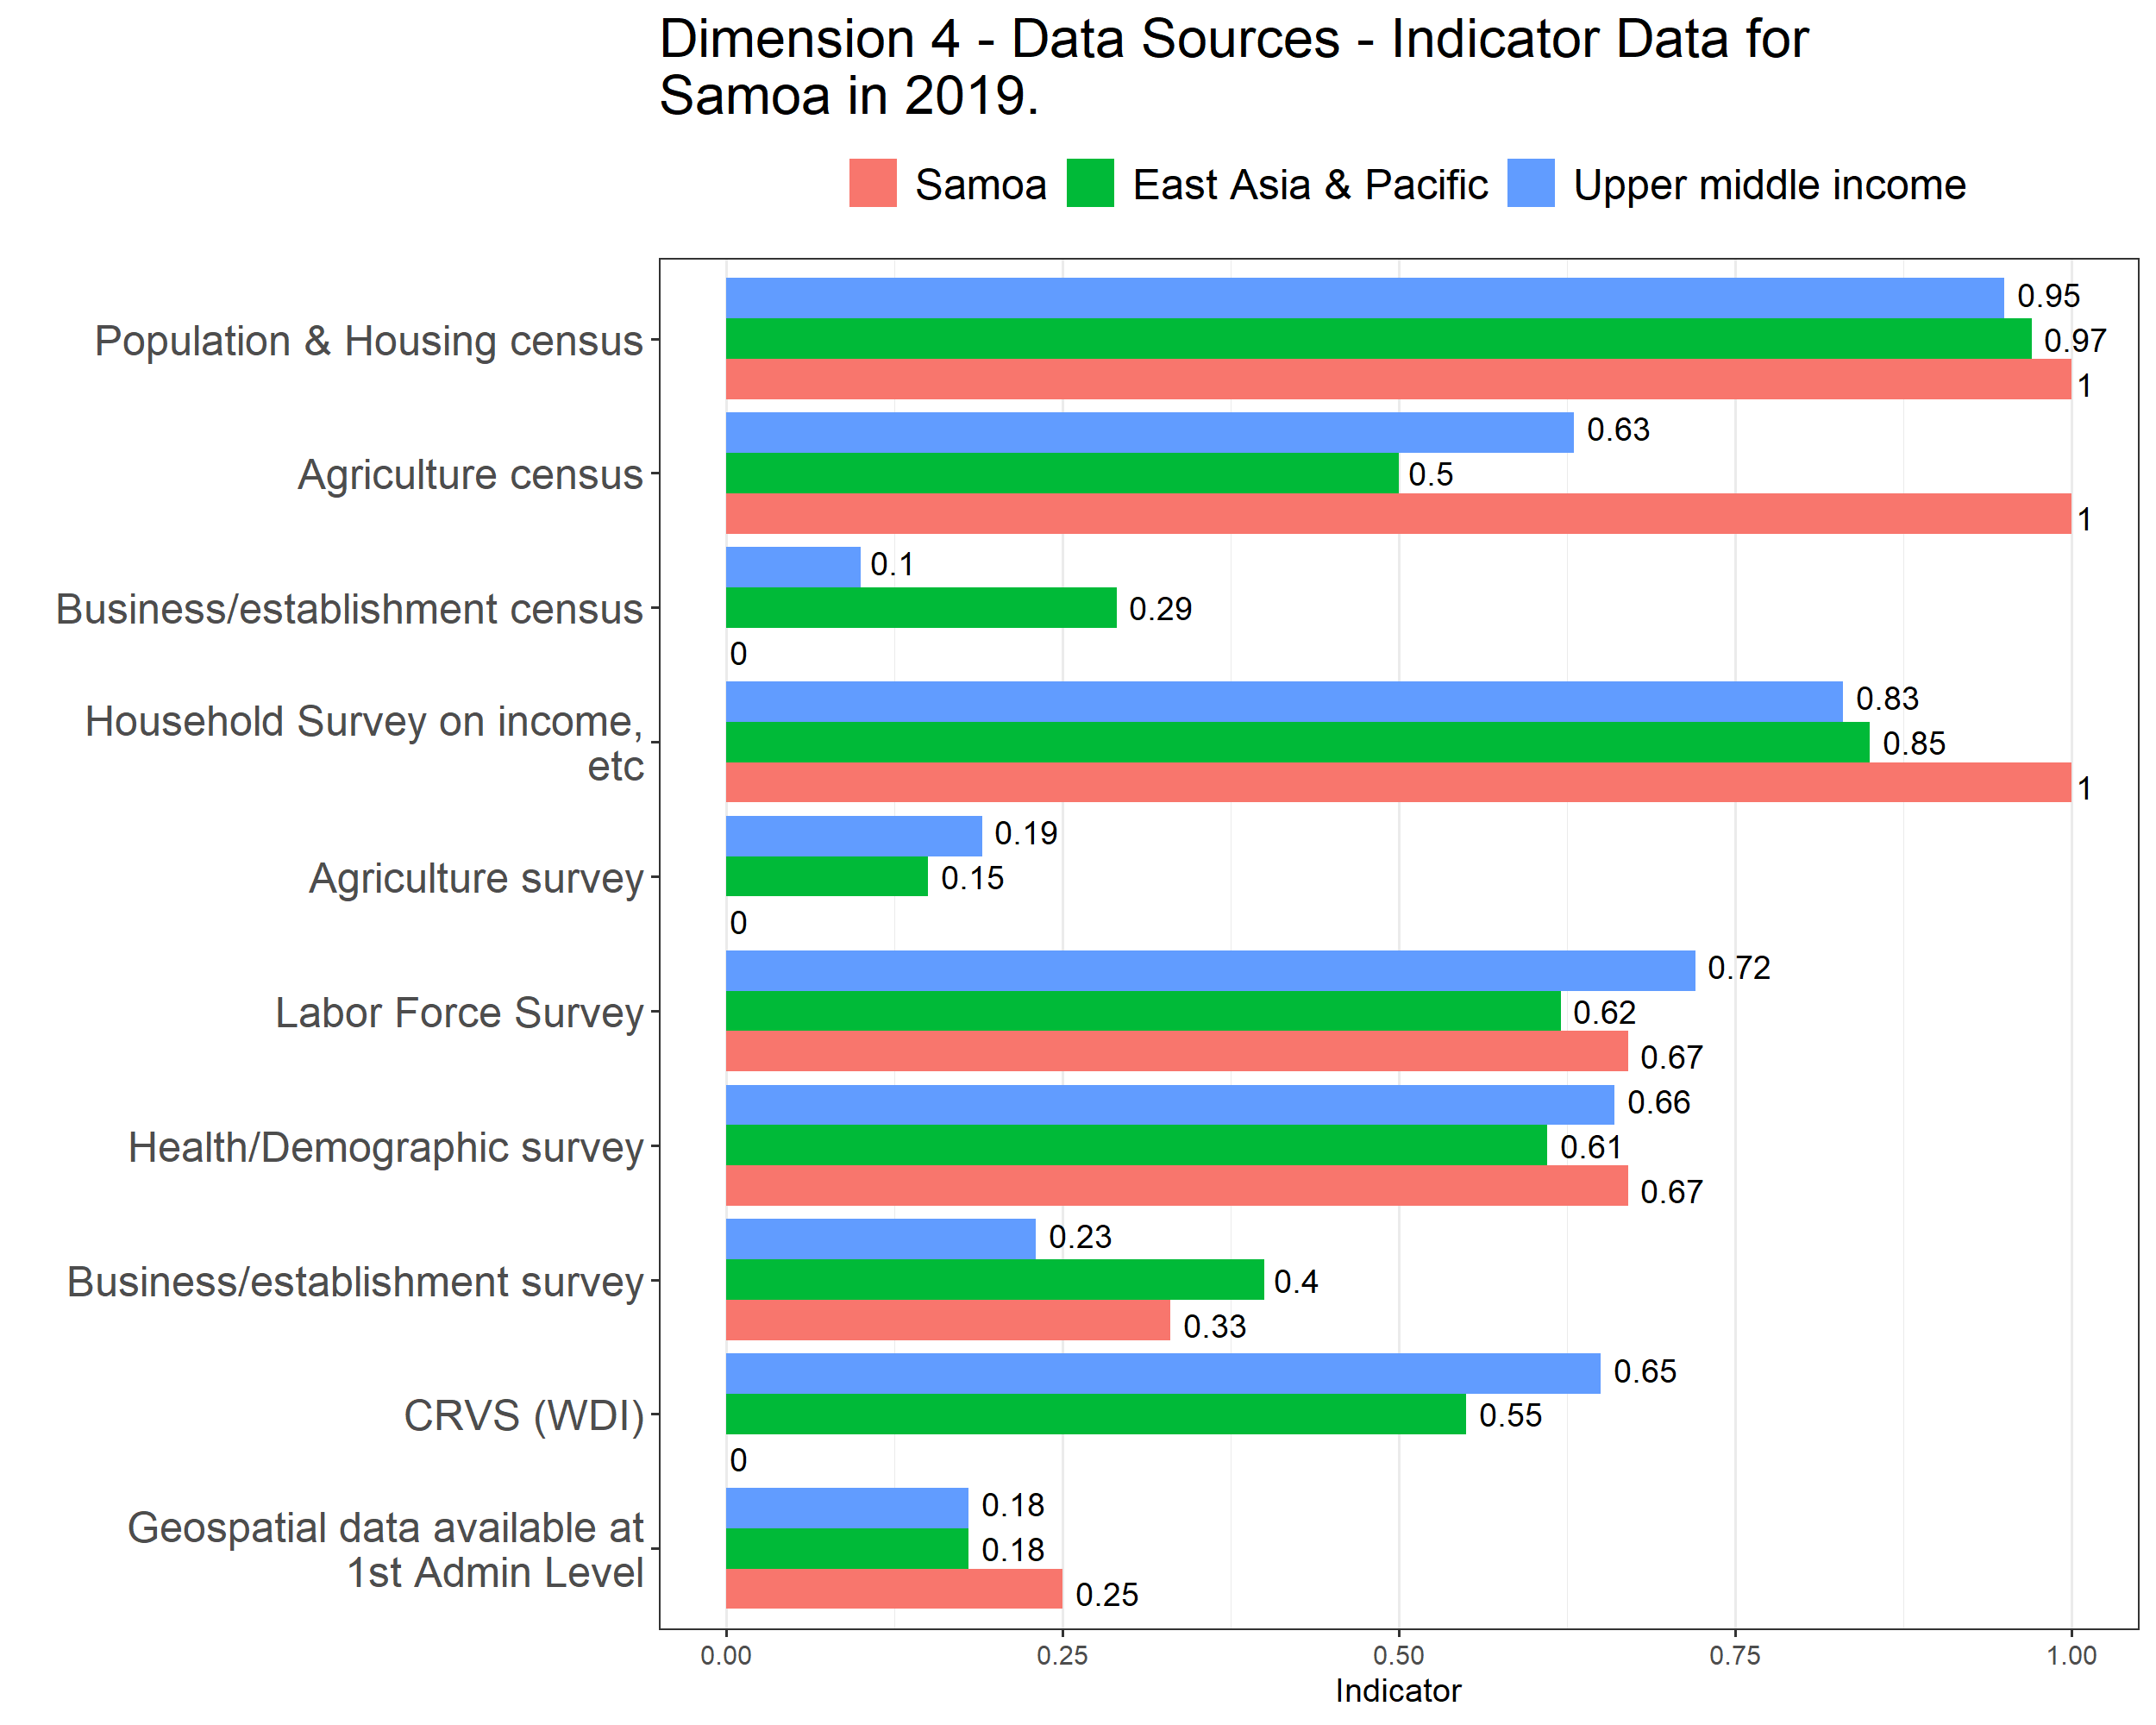 Dimension 4 - Data Sources - Indicator Data for
Samoa in 2019.
Samoa East Asia & Pacific Upper middle income
Population & Housing census
0.95
0.97
1
Agriculture census
0.63
0.5
1
Business/establishment census
0.1
0.29
0
Household Survey on income,
etc
0.83
0.85
1
Agriculture survey
0.19
0.15
0
Labor Force Survey
0.72
0.62
0.67
Health/Demographic survey
0.66
0.61
0.67
Business/establishment survey
0.23
0.4
0.33
CRVS (WDI)
0.65
0.55
0
Geospatial data available at
1st Admin Level
0.18
0.18
0.25
0.00 0.25 0.50 0.75 1.00
Indicator